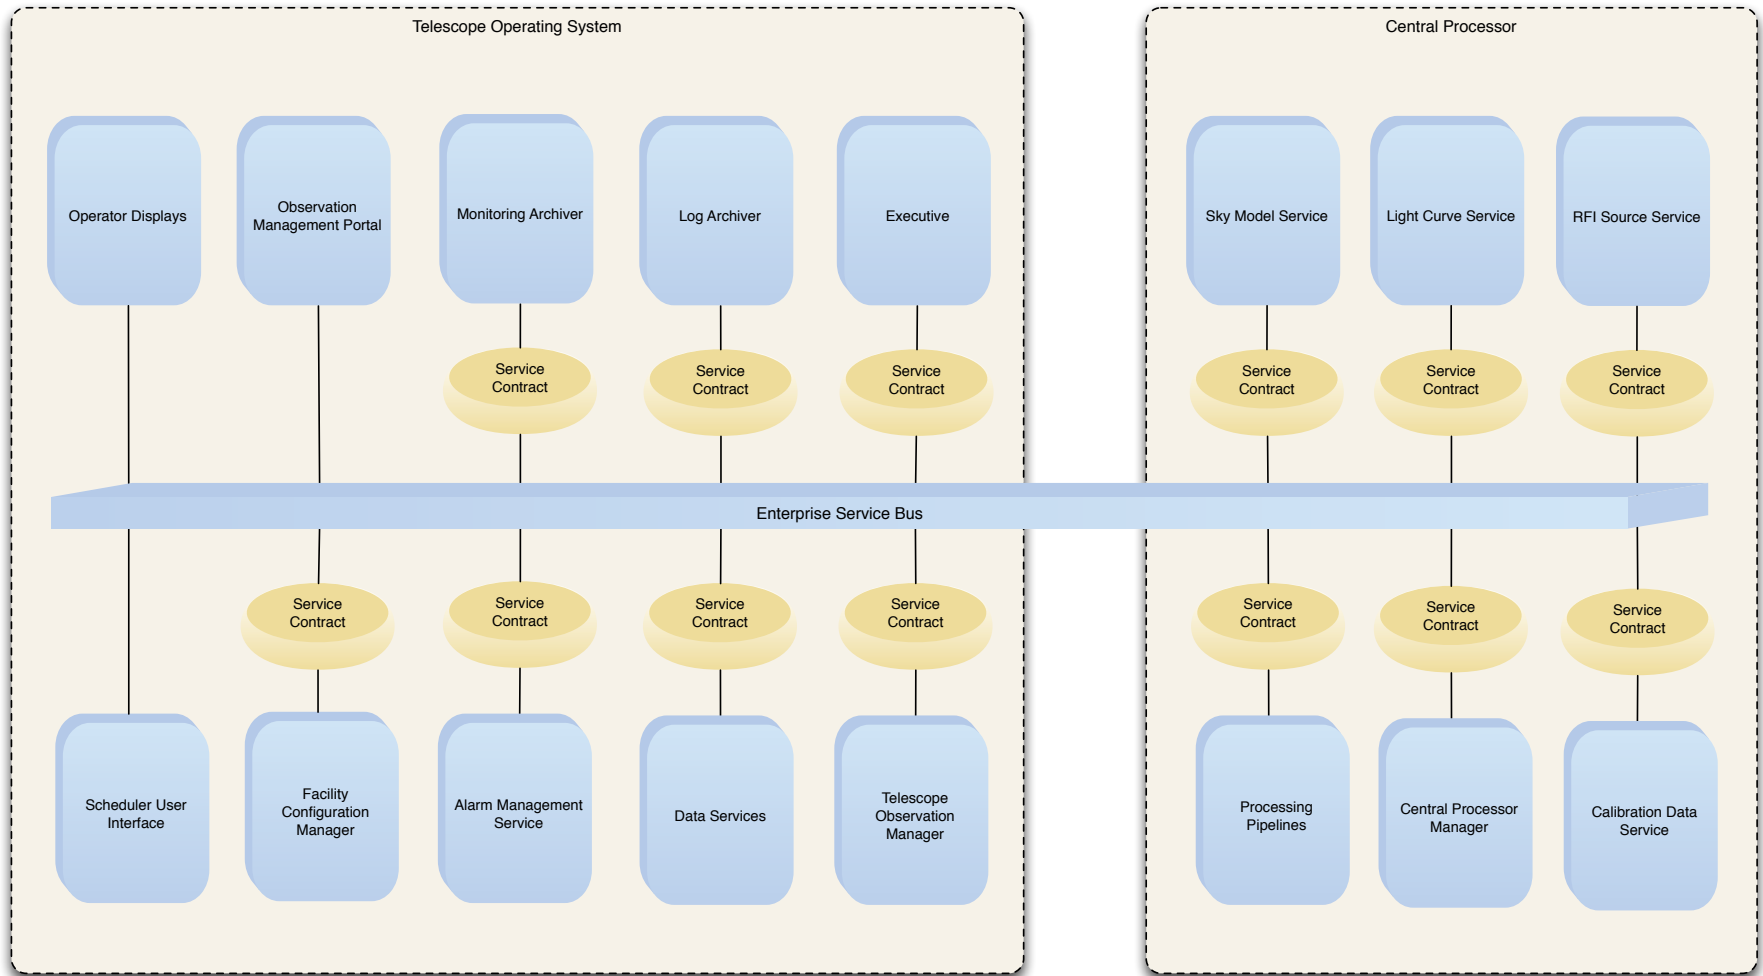 Telescope Operating System
Central Processor
Operator Displays
Observation
Management Portal
Monitoring Archiver
Log Archiver
Executive
Sky Model Service
Light Curve Service
RFI Source Service
Service
Contract
Service
Contract
Service
Contract
Service
Contract
Service
Contract
Service
Contract
Enterprise Service Bus
Service
Contract
Service
Contract
Service
Contract
Service
Contract
Service
Contract
Service
Contract
Service
Contract
Scheduler User
Interface
Facility
Configuration
Manager
Alarm Management
Service
Data Services
Telescope
Observation
Manager
Processing
Pipelines
Central Processor
Manager
Calibration Data
Service